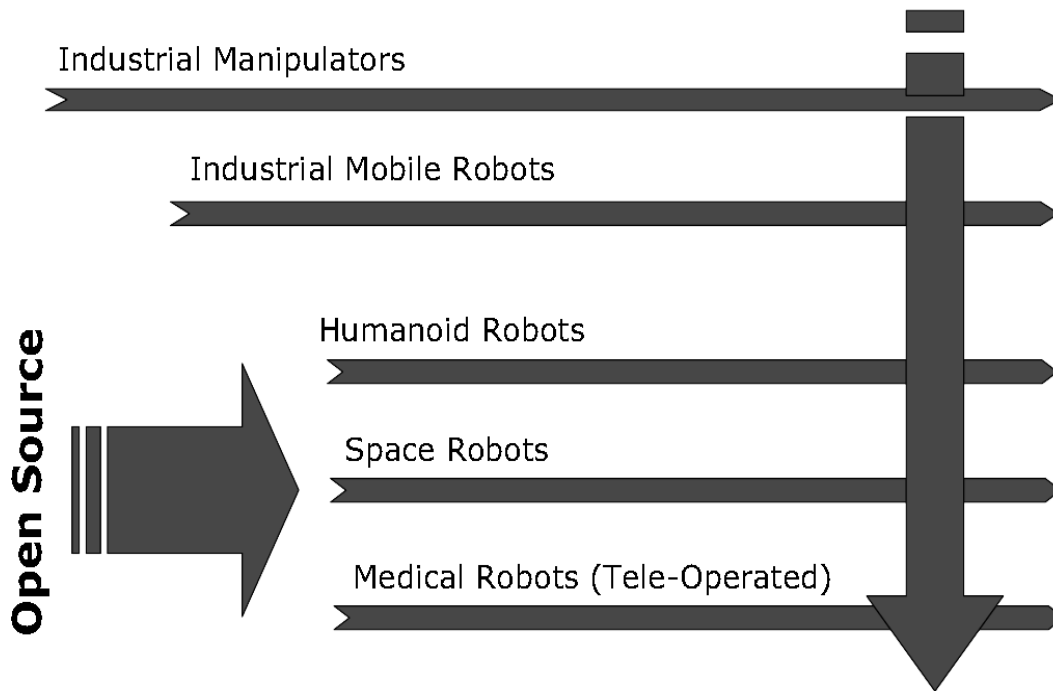 Industrial Manipulators
Industrial Mobile Robots
Humanoid Robots
Open Source
Space Robots
Medical Robots (Tele-Operated)